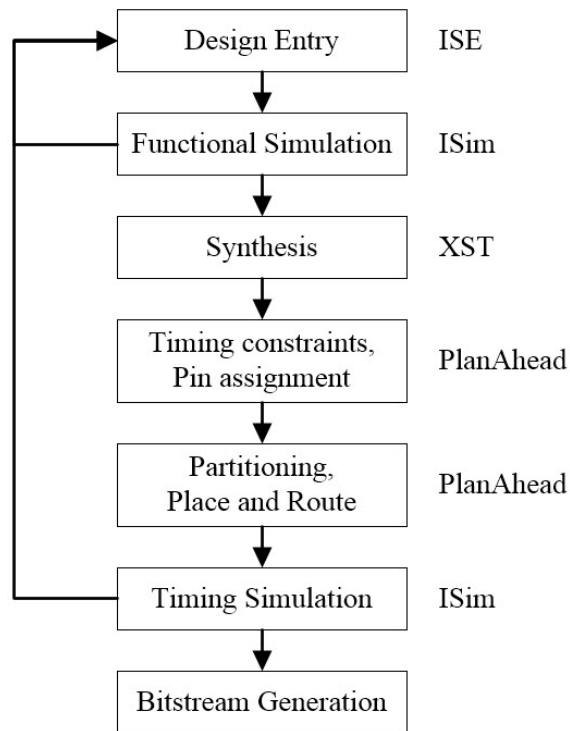 Design Entry
ISE
Functional Simulation
ISim
Synthesis
XST
Timing constraints,
Pin assignment
PlanAhead
Partitioning,
Place and Route
PlanAhead
Timing Simulation
ISim
Bitstream Generation